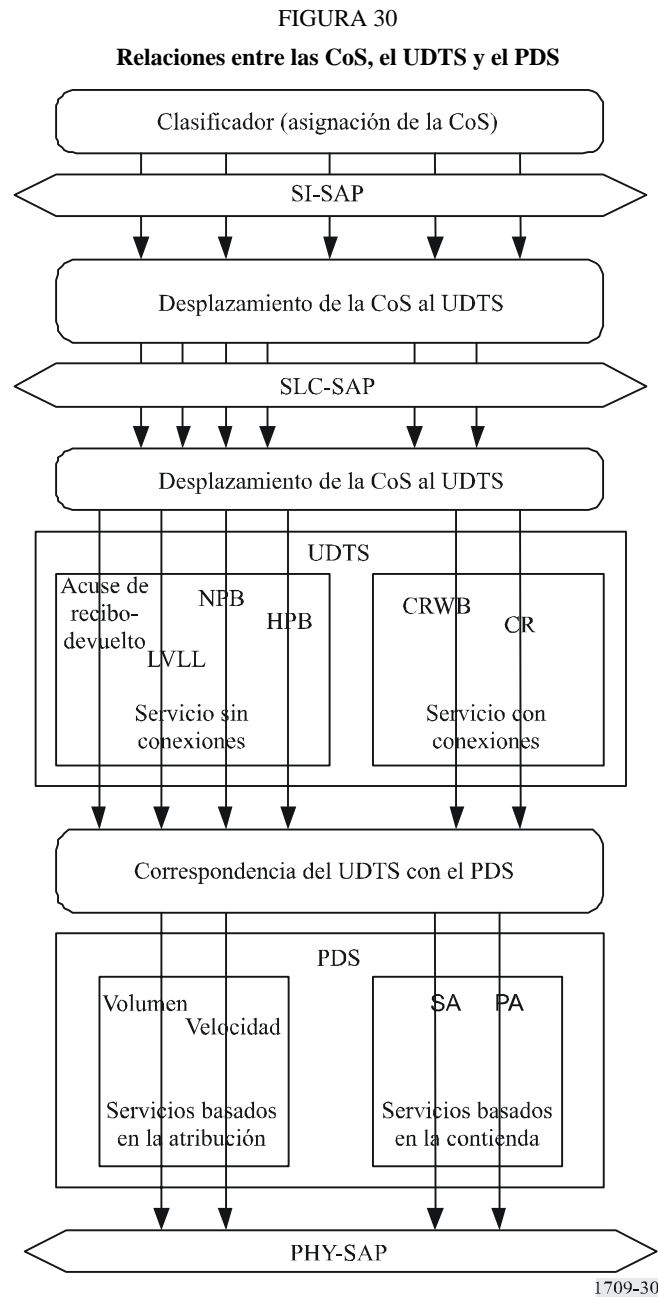 FIGURA 30
Relaciones entre las CoS, el UDTS y el PDS
Clasificador (asignación de la CoS)
SI-SAP
Desplazamiento de la CoS al UDTS
SLC-SAP
Desplazamiento de la CoS al UDTS
UDTS
Acuse de
recibo-
devuelto
LVLL
NPB
HPB
Servicio sin
conexiones
CRWB
CR
Servicio con
conexiones
Correspondencia del UDTS con el PDS
PDS
Volumen
Velocidad
Servicios basados
en la atribución
SA
PA
Servicios basados
en la contienda
PHY-SAP
1709-30